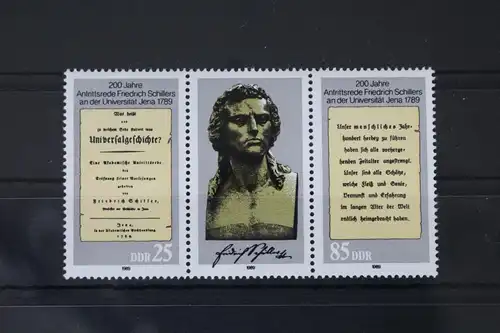 200 Jahre
Antrittsrede Friedrich Schillers
an der Universität Jena 1789
Was heißt
und
zu welchem Ende studiert man
Universalgeschichte?
Eine Akademische Antrittsrede
bey
Eröffnung seiner Vorlesungen
gehalten
von
Friedrich Schiller,
Professor der Geschichte in Jena.
Jena,
in der Akademischen Buchhandlung
1789.
DDR 25
1989
Friedrich Schiller
1989
200 Jahre
Antrittsrede Friedrich Schillers
an der Universität Jena 1789
Unser menschliches Jahr-
hundert herbey zu führen
haben sich alle vorherge-
henden Zeitalter angestrengt.
Unser sind alle Schätze,
welche Fleiß und Genie,
Vernunft und Erfahrung
im langen Alter der Welt
endlich heimgebracht haben.
85 DDR
1989